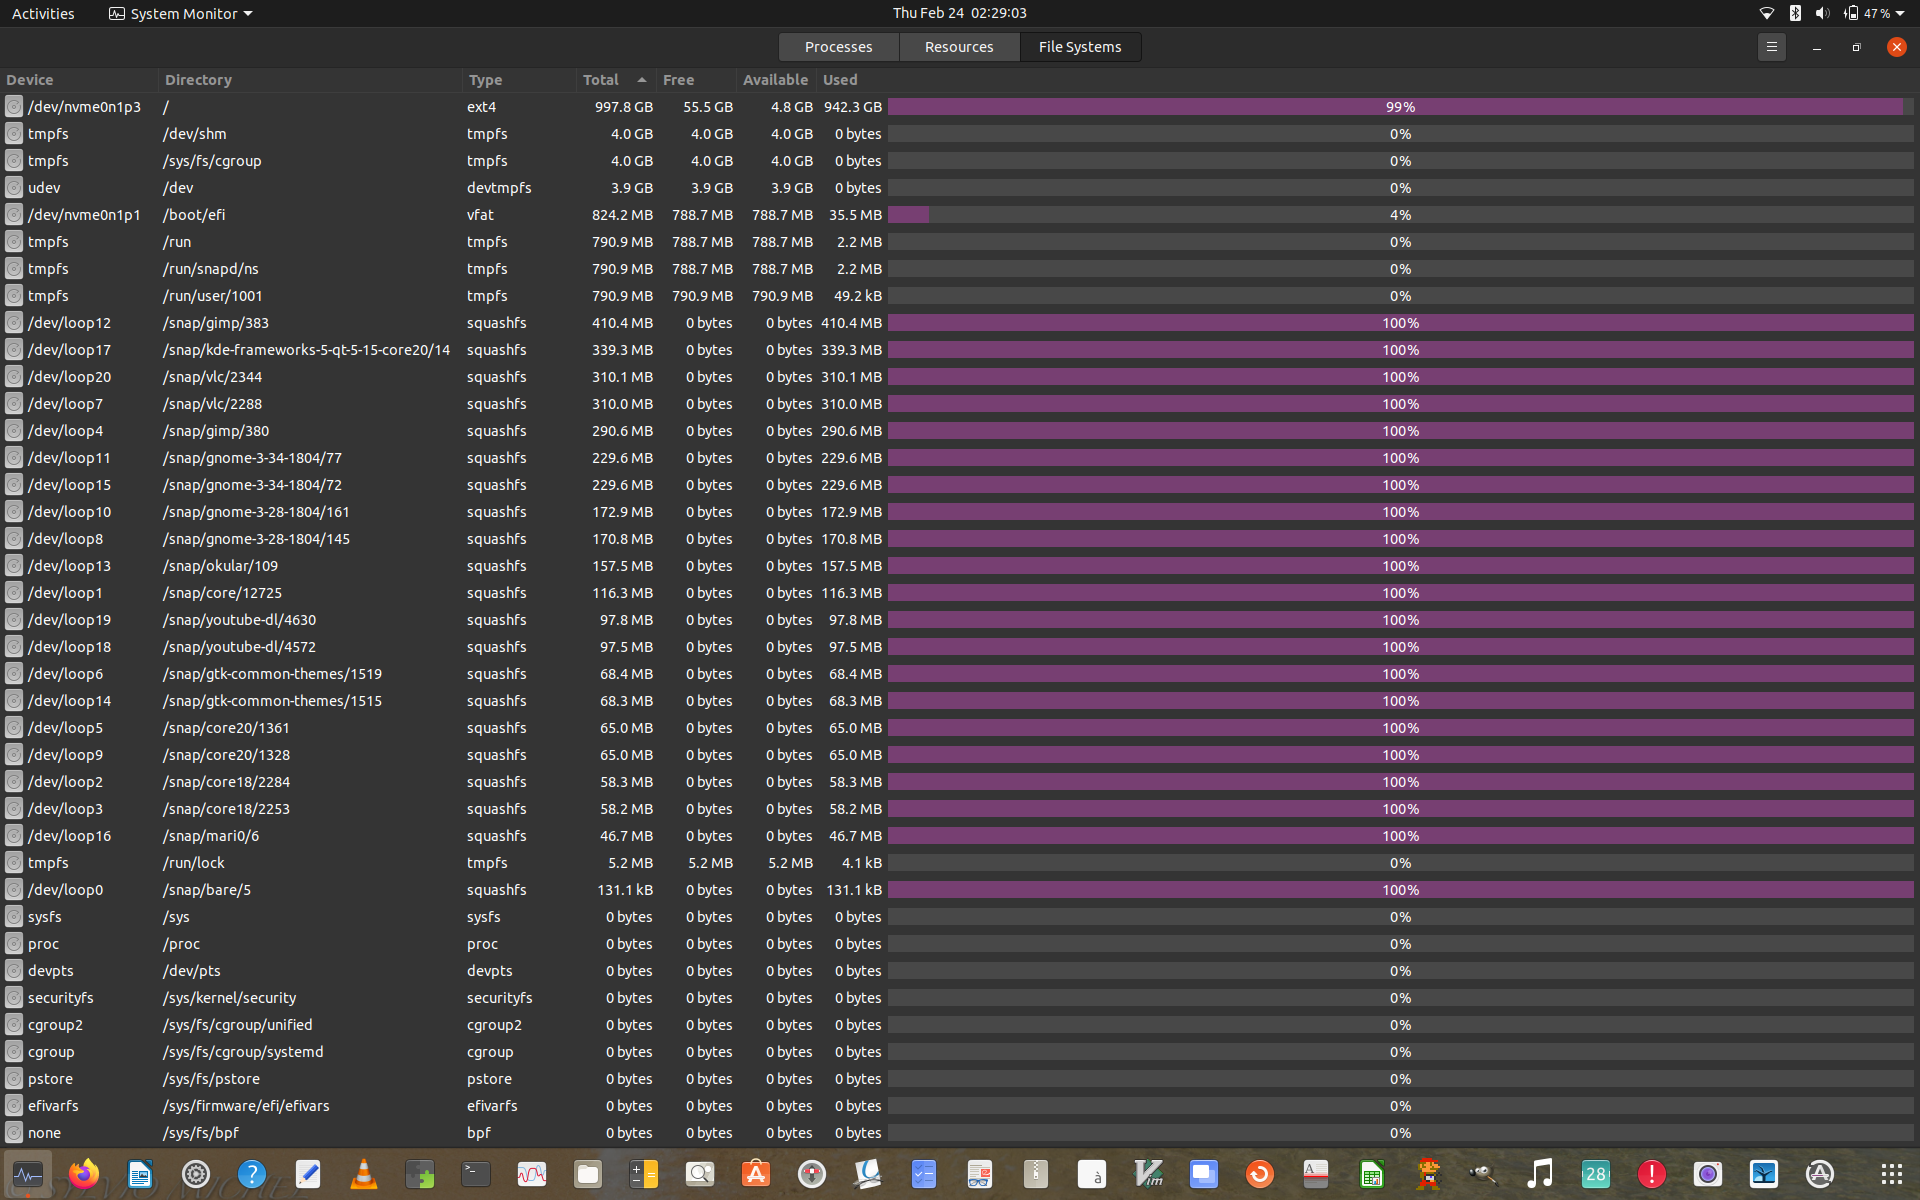 Activities System Monitor Thu Feb 24 02:29:03 47 %
Processes Resources File Systems
Device Directory Type Total Free Available Used
/dev/nvme0n1p3 / ext4 997.8 GB 55.5 GB 4.8 GB 942.3 GB 99%
tmpfs /dev/shm tmpfs 4.0 GB 4.0 GB 4.0 GB 0 bytes 0%
tmpfs /sys/fs/cgroup tmpfs 4.0 GB 4.0 GB 4.0 GB 0 bytes 0%
udev /dev devtmpfs 3.9 GB 3.9 GB 3.9 GB 0 bytes 0%
/dev/nvme0n1p1 /boot/efi vfat 824.2 MB 788.7 MB 788.7 MB 35.5 MB 4%
tmpfs /run tmpfs 790.9 MB 788.7 MB 788.7 MB 2.2 MB 0%
tmpfs /run/snapd/ns tmpfs 790.9 MB 788.7 MB 788.7 MB 2.2 MB 0%
tmpfs /run/user/1001 tmpfs 790.9 MB 790.9 MB 790.9 MB 49.2 kB 0%
/dev/loop12 /snap/gimp/383 squashfs 410.4 MB 0 bytes 0 bytes 410.4 MB 100%
/dev/loop17 /snap/kde-frameworks-5-qt-5-15-core20/14 squashfs 339.3 MB 0 bytes 0 bytes 339.3 MB 100%
/dev/loop20 /snap/vlc/2344 squashfs 310.1 MB 0 bytes 0 bytes 310.1 MB 100%
/dev/loop7 /snap/vlc/2288 squashfs 310.0 MB 0 bytes 0 bytes 310.0 MB 100%
/dev/loop4 /snap/gimp/380 squashfs 290.6 MB 0 bytes 0 bytes 290.6 MB 100%
/dev/loop11 /snap/gnome-3-34-1804/77 squashfs 229.6 MB 0 bytes 0 bytes 229.6 MB 100%
/dev/loop15 /snap/gnome-3-34-1804/72 squashfs 229.6 MB 0 bytes 0 bytes 229.6 MB 100%
/dev/loop10 /snap/gnome-3-28-1804/161 squashfs 172.9 MB 0 bytes 0 bytes 172.9 MB 100%
/dev/loop8 /snap/gnome-3-28-1804/145 squashfs 170.8 MB 0 bytes 0 bytes 170.8 MB 100%
/dev/loop13 /snap/okular/109 squashfs 157.5 MB 0 bytes 0 bytes 157.5 MB 100%
/dev/loop1 /snap/core/12725 squashfs 116.3 MB 0 bytes 0 bytes 116.3 MB 100%
/dev/loop19 /snap/youtube-dl/4630 squashfs 97.8 MB 0 bytes 0 bytes 97.8 MB 100%
/dev/loop18 /snap/youtube-dl/4572 squashfs 97.5 MB 0 bytes 0 bytes 97.5 MB 100%
/dev/loop6 /snap/gtk-common-themes/1519 squashfs 68.4 MB 0 bytes 0 bytes 68.4 MB 100%
/dev/loop14 /snap/gtk-common-themes/1515 squashfs 68.3 MB 0 bytes 0 bytes 68.3 MB 100%
/dev/loop5 /snap/core20/1361 squashfs 65.0 MB 0 bytes 0 bytes 65.0 MB 100%
/dev/loop9 /snap/core20/1328 squashfs 65.0 MB 0 bytes 0 bytes 65.0 MB 100%
/dev/loop2 /snap/core18/2284 squashfs 58.3 MB 0 bytes 0 bytes 58.3 MB 100%
/dev/loop3 /snap/core18/2253 squashfs 58.2 MB 0 bytes 0 bytes 58.2 MB 100%
/dev/loop16 /snap/mari0/6 squashfs 46.7 MB 0 bytes 0 bytes 46.7 MB 100%
tmpfs /run/lock tmpfs 5.2 MB 5.2 MB 5.2 MB 4.1 kB 0%
/dev/loop0 /snap/bare/5 squashfs 131.1 kB 0 bytes 0 bytes 131.1 kB 100%
sysfs /sys sysfs 0 bytes 0 bytes 0 bytes 0 bytes 0%
proc /proc proc 0 bytes 0 bytes 0 bytes 0 bytes 0%
devpts /dev/pts devpts 0 bytes 0 bytes 0 bytes 0 bytes 0%
securityfs /sys/kernel/security securityfs 0 bytes 0 bytes 0 bytes 0 bytes 0%
cgroup2 /sys/fs/cgroup/unified cgroup2 0 bytes 0 bytes 0 bytes 0 bytes 0%
cgroup /sys/fs/cgroup/systemd cgroup 0 bytes 0 bytes 0 bytes 0 bytes 0%
pstore /sys/fs/pstore pstore 0 bytes 0 bytes 0 bytes 0 bytes 0%
efivarfs /sys/firmware/efi/efivars efivarfs 0 bytes 0 bytes 0 bytes 0 bytes 0%
none /sys/fs/bpf bpf 0 bytes 0 bytes 0 bytes 0 bytes 0%
? >_ à Vim A 28 !